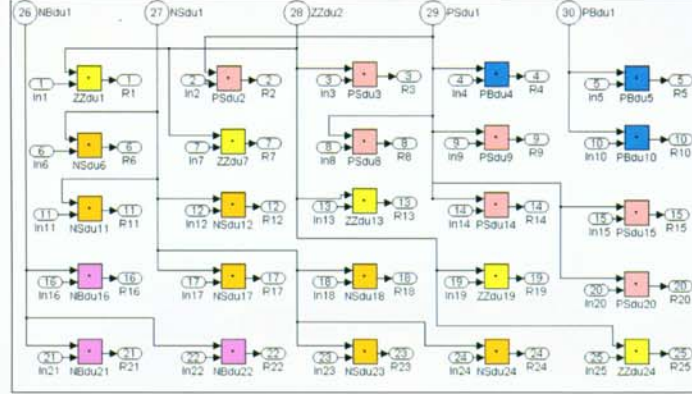 26 NBdu1 27 NSdu1 28 ZZdu2 29 PSdu1 30 PBdu1
1 In1 ZZdu1 1 R1
2 In2 PSdu2 2 R2
3 In3 PSdu3 3 R3
4 In4 PBdu4 4 R4
5 In5 PBdu5 5 R5
6 In6 NSdu6 6 R6
7 In7 ZZdu7 7 R7
8 In8 PSdu8 8 R8
9 In9 PSdu9 9 R9
10 In10 PBdu10 10 R10
11 In11 NSdu11 11 R11
12 In12 NSdu12 12 R12
13 In13 ZZdu13 13 R13
14 In14 PSdu14 14 R14
15 In15 PSdu15 15 R15
16 In16 NBdu16 16 R16
17 In17 NSdu17 17 R17
18 In18 NSdu18 18 R18
19 In19 ZZdu19 19 R19
20 In20 PSdu20 20 R20
21 In21 NBdu21 21 R21
22 In22 NBdu22 22 R22
23 In23 NSdu23 23 R23
24 In24 NSdu24 24 R24
25 In25 ZZdu24 25 R25